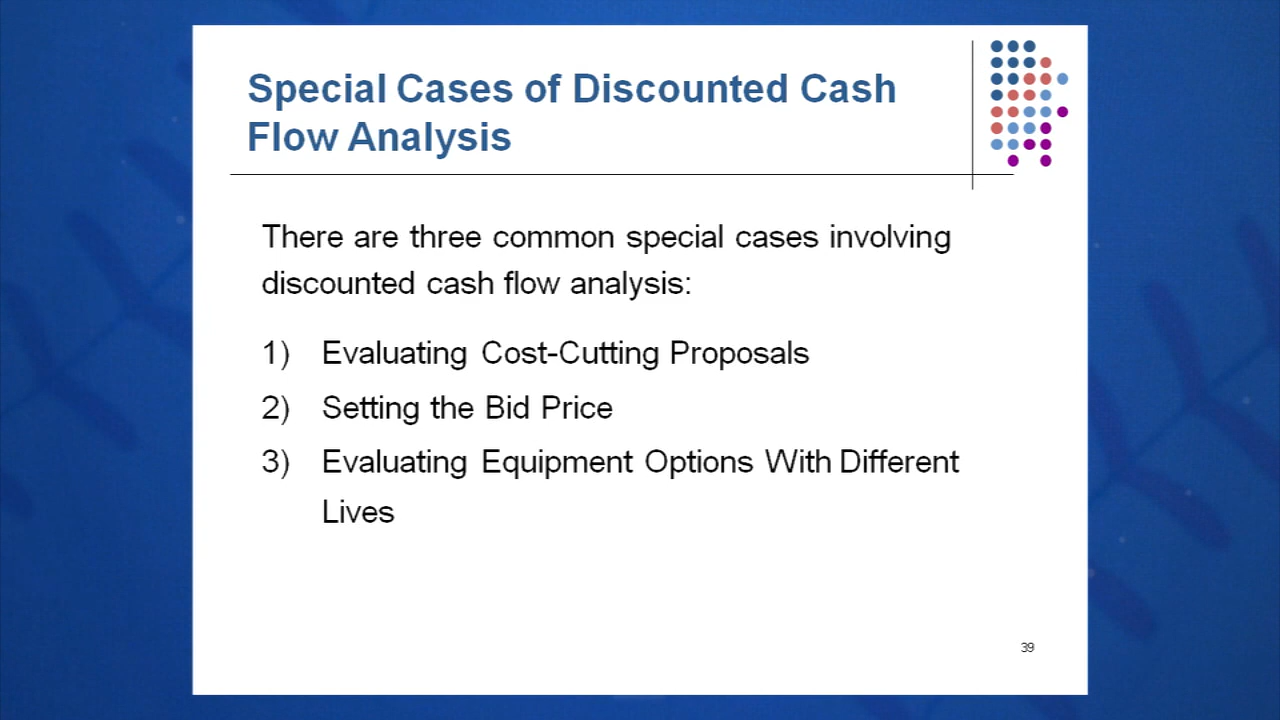 Special Cases of Discounted Cash
Flow Analysis
There are three common special cases involving
discounted cash flow analysis:
1) Evaluating Cost-Cutting Proposals
2) Setting the Bid Price
3) Evaluating Equipment Options With Different
Lives
39